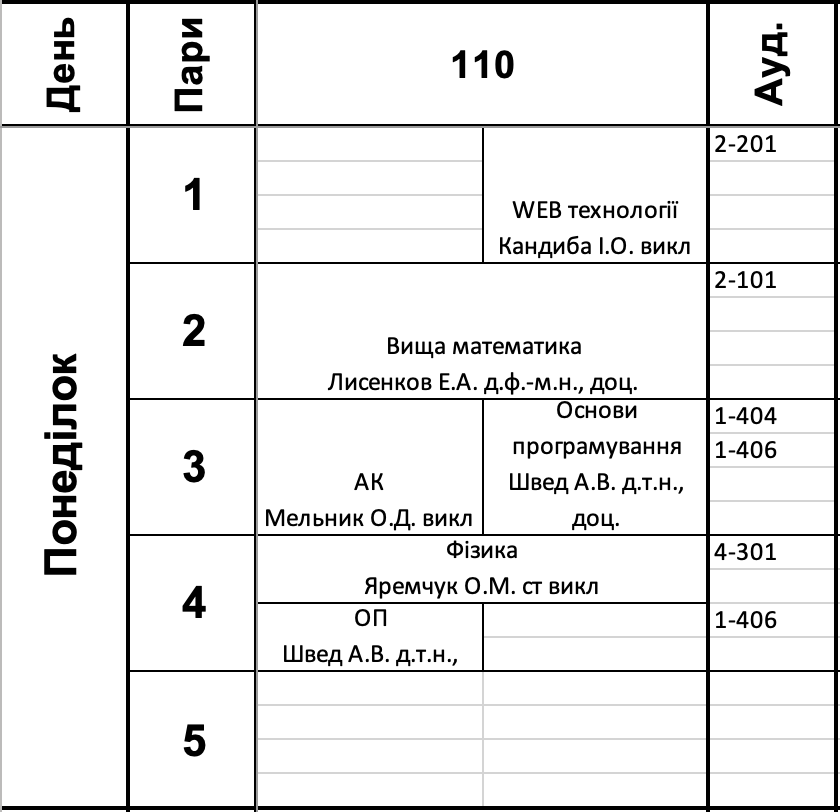 День
Пари
110
Ауд.
Понеділок
1
WEB технології
Кандиба І.О. викл
2-201
2
Вища математика
Лисенков Е.А. д.ф.-м.н., доц.
2-101
3
АК
Мельник О.Д. викл
Основи
програмування
Швед А.В. д.т.н.,
доц.
1-404
1-406
4
Фізика
Яремчук О.М. ст викл
4-301
ОП
Швед А.В. д.т.н.,
1-406
5